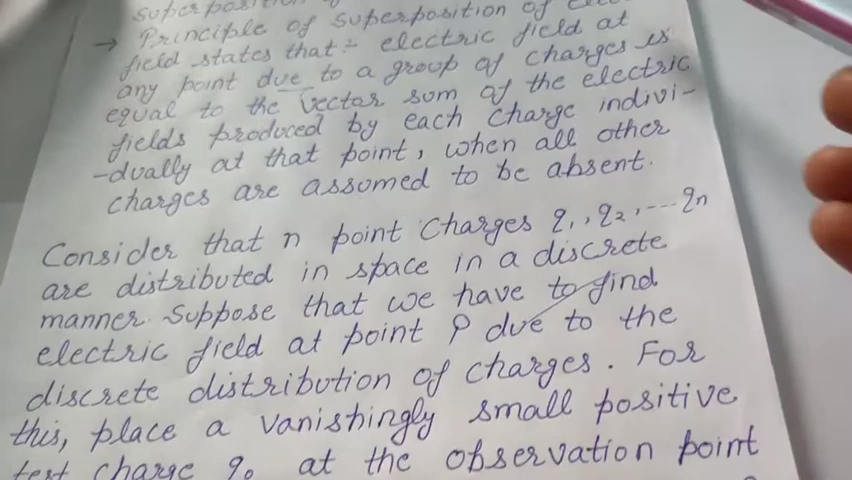 superposition
→ Principle of superposition of
field states that :- electric field at
any point due to a group of charges is
equal to the vector sum of the electric
fields produced by each charge indivi-
-dually at that point, when all other
charges are assumed to be absent.
Consider that n point charges q₁, q₂, --- qn
are distributed in space in a discrete
manner. Suppose that we have to find
electric field at point P due to the
discrete distribution of charges. For
this, place a vanishingly small positive
test charge q₀ at the observation point